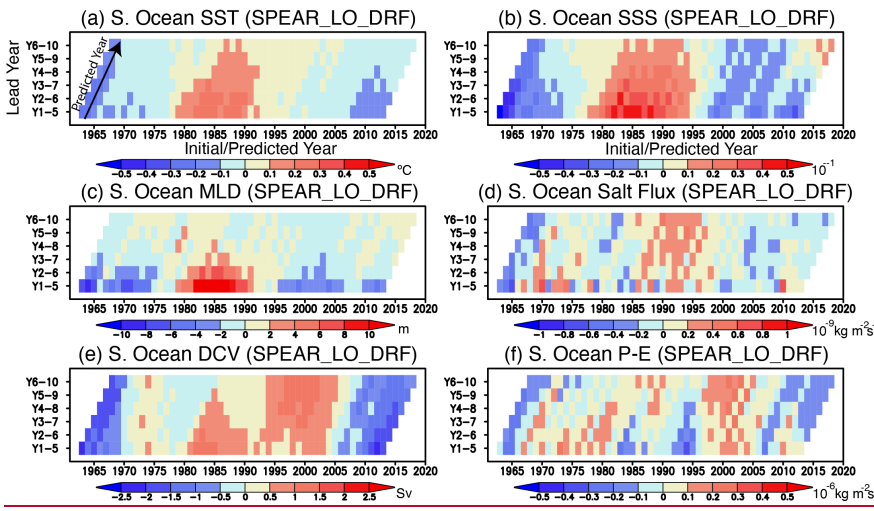 (a) S. Ocean SST (SPEAR_LO_DRF)
(b) S. Ocean SSS (SPEAR_LO_DRF)
Lead Year
Y6-10
Y5-9
Y4-8
Y3-7
Y2-6
Y1-5
Predicted Year
Y6-10
Y5-9
Y4-8
Y3-7
Y2-6
Y1-5
1965 1970 1975 1980 1985 1990 1995 2000 2005 2010 2015 2020
1965 1970 1975 1980 1985 1990 1995 2000 2005 2010 2015 2020
Initial/Predicted Year
Initial/Predicted Year
-0.5 -0.4 -0.3 -0.2 -0.1 0 0.1 0.2 0.3 0.4 0.5 °C
-0.5 -0.4 -0.3 -0.2 -0.1 0 0.1 0.2 0.3 0.4 0.5 10⁻¹
(c) S. Ocean MLD (SPEAR_LO_DRF)
(d) S. Ocean Salt Flux (SPEAR_LO_DRF)
Y6-10
Y5-9
Y4-8
Y3-7
Y2-6
Y1-5
Y6-10
Y5-9
Y4-8
Y3-7
Y2-6
Y1-5
1965 1970 1975 1980 1985 1990 1995 2000 2005 2010 2015 2020
1965 1970 1975 1980 1985 1990 1995 2000 2005 2010 2015 2020
-10 -8 -6 -4 -2 0 2 4 6 8 10 m
-1 -0.8 -0.6 -0.4 -0.2 0 0.2 0.4 0.6 0.8 1 10⁻⁹kg m⁻²s
(e) S. Ocean DCV (SPEAR_LO_DRF)
(f) S. Ocean P-E (SPEAR_LO_DRF)
Y6-10
Y5-9
Y4-8
Y3-7
Y2-6
Y1-5
Y6-10
Y5-9
Y4-8
Y3-7
Y2-6
Y1-5
1965 1970 1975 1980 1985 1990 1995 2000 2005 2010 2015 2020
1965 1970 1975 1980 1985 1990 1995 2000 2005 2010 2015 2020
-2.5 -2 -1.5 -1 -0.5 0 0.5 1 1.5 2 2.5 Sv
-0.5 -0.4 -0.3 -0.2 -0.1 0 0.1 0.2 0.3 0.4 0.5 10⁻⁶kg m⁻²s